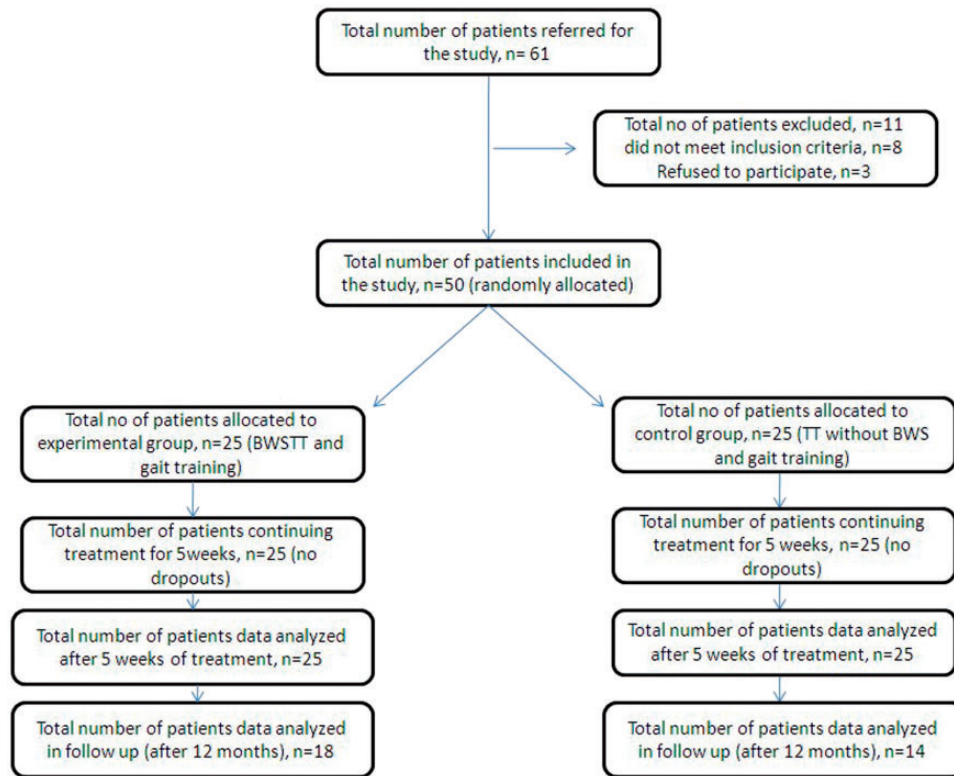 Total number of patients referred for
the study, n= 61
Total no of patients excluded, n=11
did not meet inclusion criteria, n=8
Refused to participate, n=3
Total number of patients included in
the study, n=50 (randomly allocated)
Total no of patients allocated to
experimental group, n=25 (BWSTT and
gait training)
Total number of patients continuing
treatment for 5weeks, n=25 (no
dropouts)
Total number of patients data analyzed
after 5 weeks of treatment, n=25
Total number of patients data analyzed
in follow up (after 12 months), n=18
Total no of patients allocated to
control group, n=25 (TT without BWS
and gait training)
Total number of patients continuing
treatment for 5 weeks, n=25 (no
dropouts)
Total number of patients data analyzed
after 5 weeks of treatment, n=25
Total number of patients data analyzed
in follow up (after 12 months), n=14